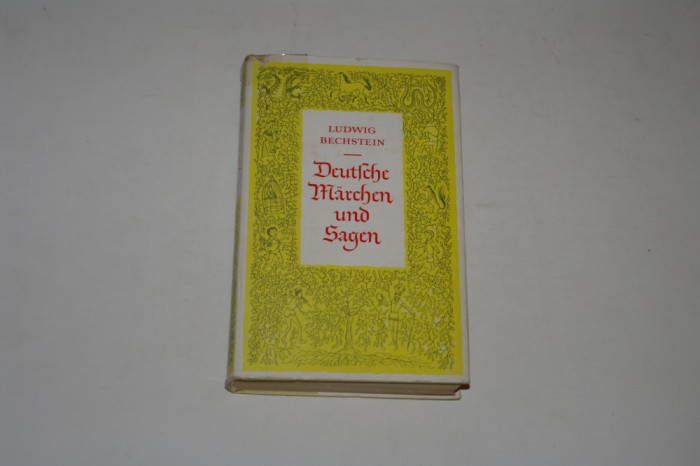 LUDWIG
BECHSTEIN
Deutsche
Märchen
und
Sagen